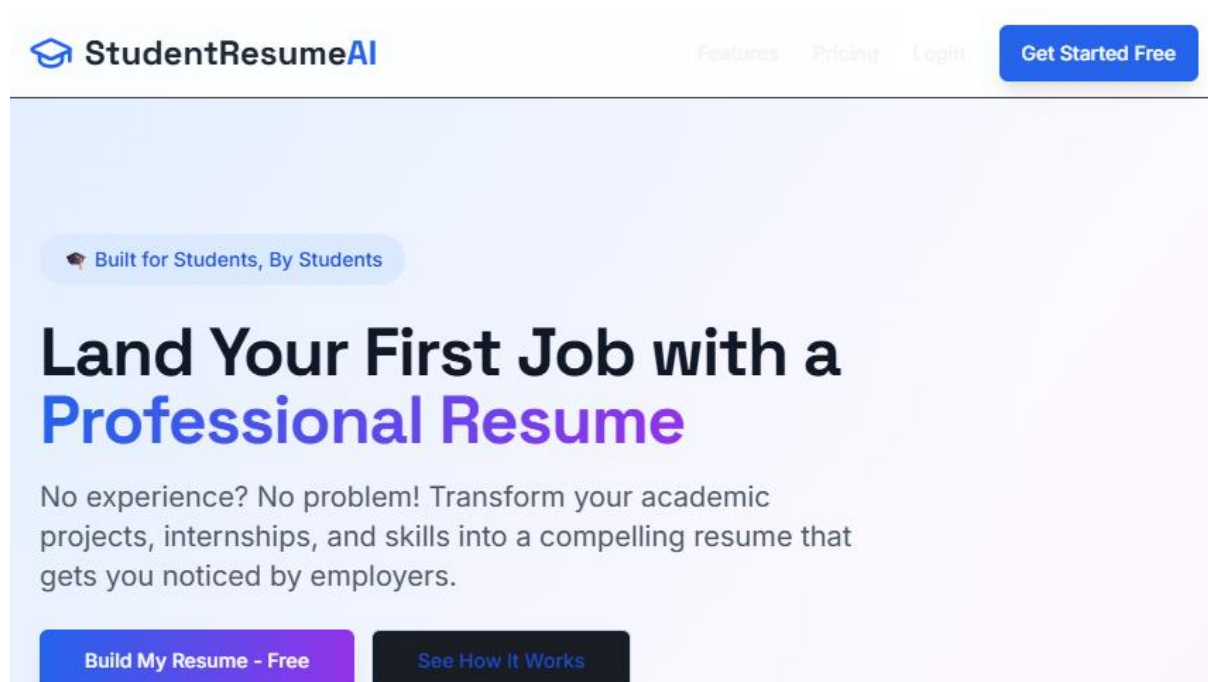 StudentResumeAI
Features Pricing Login
Get Started Free
Built for Students, By Students
Land Your First Job with a
Professional Resume
No experience? No problem! Transform your academic
projects, internships, and skills into a compelling resume that
gets you noticed by employers.
Build My Resume - Free
See How It Works